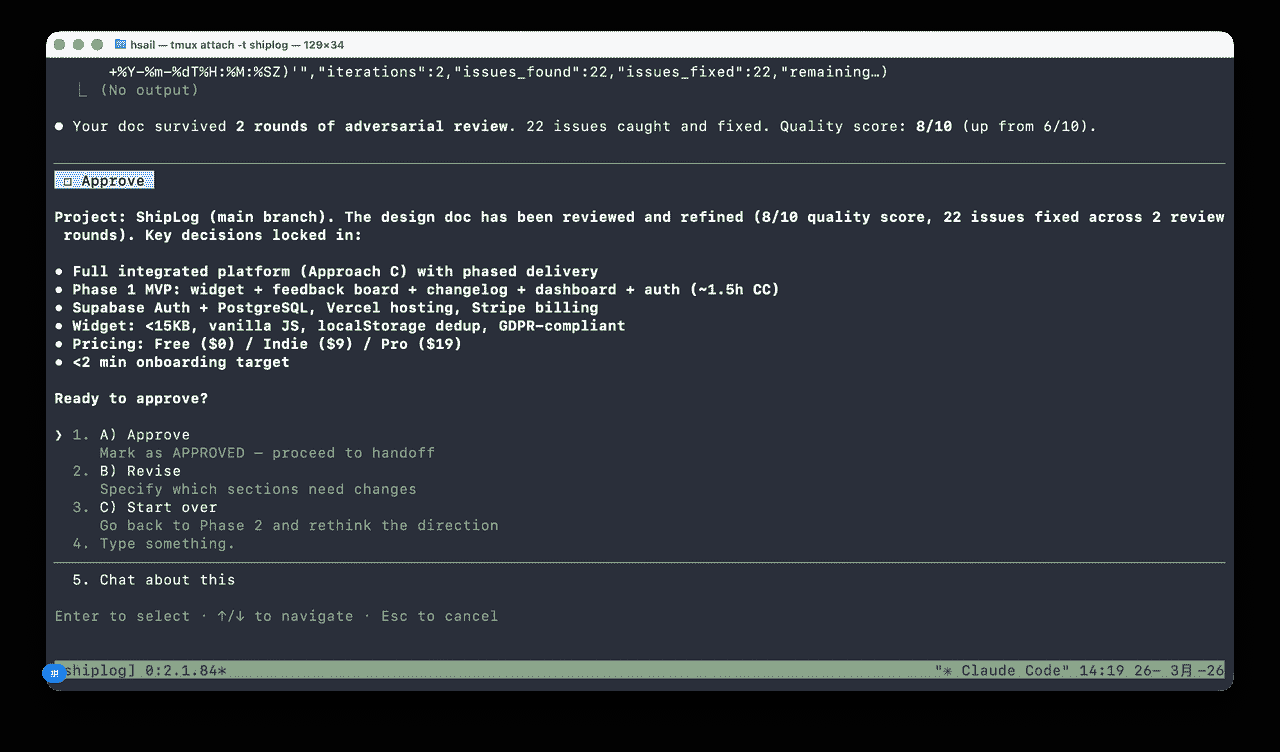 hsail — tmux attach -t shiplog — 129×34
+%Y-%m-%dT%H:%M:%SZ)'","iterations":2,"issues_found":22,"issues_fixed":22,"remaining…)
⎿ (No output)
● Your doc survived 2 rounds of adversarial review. 22 issues caught and fixed. Quality score: 8/10 (up from 6/10).
☐ Approve
Project: ShipLog (main branch). The design doc has been reviewed and refined (8/10 quality score, 22 issues fixed across 2 review
rounds). Key decisions locked in:
● Full integrated platform (Approach C) with phased delivery
● Phase 1 MVP: widget + feedback board + changelog + dashboard + auth (~1.5h CC)
● Supabase Auth + PostgreSQL, Vercel hosting, Stripe billing
● Widget: <15KB, vanilla JS, localStorage dedup, GDPR-compliant
● Pricing: Free ($0) / Indie ($9) / Pro ($19)
● <2 min onboarding target
Ready to approve?
❯ 1. A) Approve
Mark as APPROVED — proceed to handoff
2. B) Revise
Specify which sections need changes
3. C) Start over
Go back to Phase 2 and rethink the direction
4. Type something.
5. Chat about this
Enter to select · ↑/↓ to navigate · Esc to cancel
shiplog] 0:2.1.84* "✳ Claude Code" 14:19 26- 3月-26